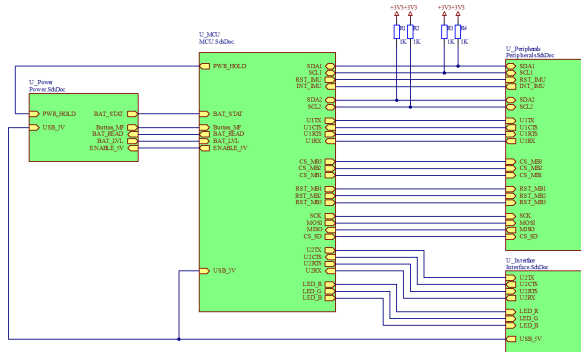 +3V3+3V3
+3V3+3V3
R1
R2
R3
R4
1K
1K
1K
1K
U_MCU
MCU.SchDoc
PWR_HOLD
BAT_STAT
Button_MF
BAT_READ
BAT_LVL
ENABLE_5V
USB_5V
SDA1
SCL1
RST_IMU
INT_IMU
SDA2
SCL2
U1TX
U1CTS
U1RTS
U1RX
CS_MB3
CS_MB2
CS_MB1
RST_MB1
RST_MB2
RST_MB3
SCK
MOSI
MISO
CS_SD
U2TX
U2CTS
U2RTS
U2RX
LED_R
LED_G
LED_B
U_Power
Power.SchDoc
PWR_HOLD
USB_5V
BAT_STAT
Button_MF
BAT_READ
BAT_LVL
ENABLE_5V
U_Peripherals
Peripherals.SchDoc
SDA1
SCL1
RST_IMU
INT_IMU
SDA2
SCL2
U1TX
U1CTS
U1RTS
U1RX
CS_MB3
CS_MB2
CS_MB1
RST_MB1
RST_MB2
RST_MB3
SCK
MOSI
MISO
CS_SD
U_Interface
Interface.SchDoc
U2TX
U2CTS
U2RTS
U2RX
LED_R
LED_G
LED_B
USB_5V